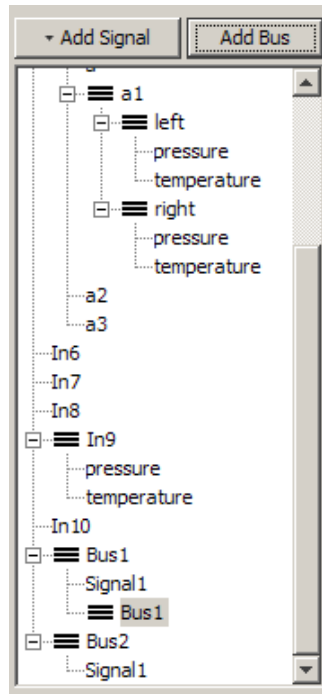 Add Signal
Add Bus
a1
left
pressure
temperature
right
pressure
temperature
a2
a3
In6
In7
In8
In9
pressure
temperature
In10
Bus1
Signal1
Bus1
Bus2
Signal1